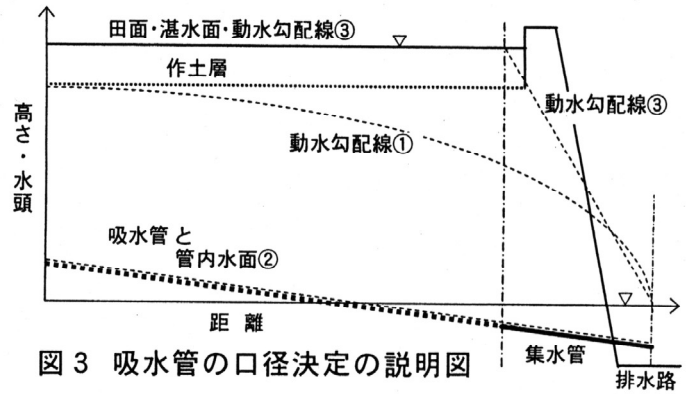 田面・湛水面・動水勾配線③
作土層
高さ・水頭
動水勾配線③
動水勾配線①
吸水管と
管内水面②
距離
集水管
排水路
図3 吸水管の口径決定の説明図